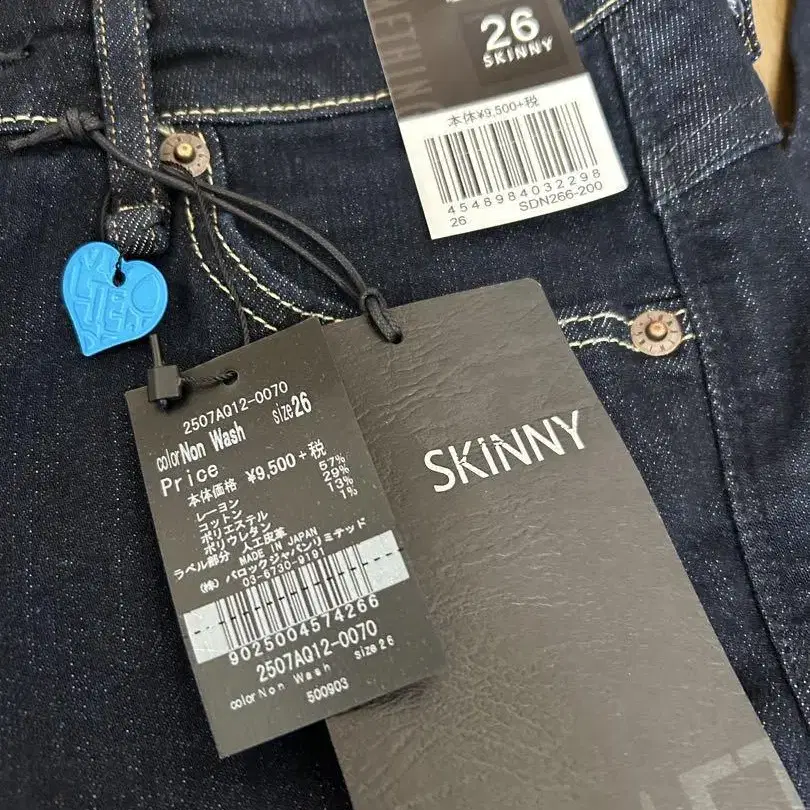 26
SKINNY
本体¥9,500+税
4548984032298
26 SDN266-200
2507AQ12-0070
color Non Wash size 26
Price
本体価格 ¥9,500+税
レーヨン 57%
コットン 29%
ポリエステル 13%
ポリウレタン 1%
ラベル部分 人工皮革
MADE IN JAPAN
(株)バロックジャパンリミテッド
03-6730-9191
9025004574266
2507AQ12-0070
color Non Wash size 26
500903
SKiNNY